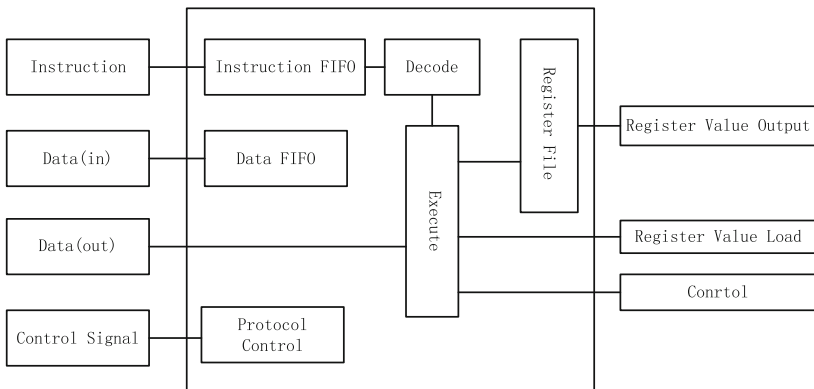 Instruction
Instruction FIFO
Decode
Register File
Register Value Output
Data(in)
Data FIFO
Execute
Data(out)
Register Value Load
Conrtol
Control Signal
Protocol
Control